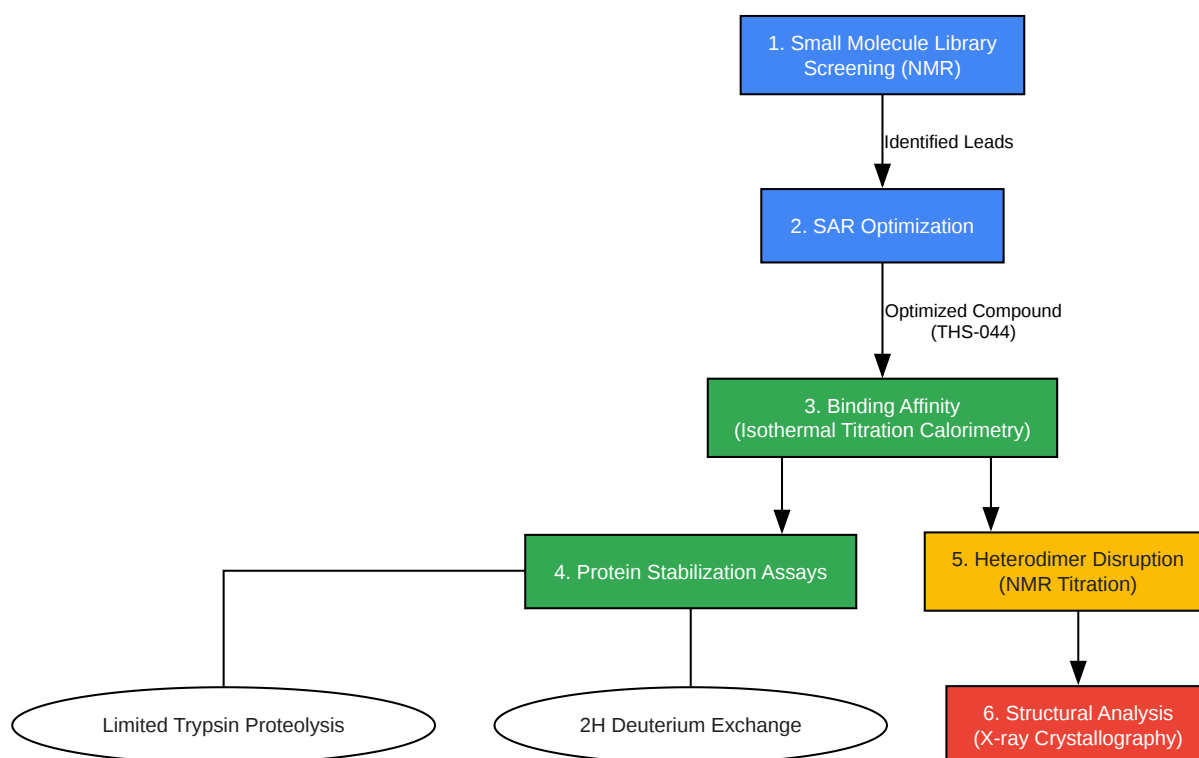 1. Small Molecule Library
Screening (NMR)
Identified Leads
2. SAR Optimization
Optimized Compound
(THS-044)
3. Binding Affinity
(Isothermal Titration Calorimetry)
4. Protein Stabilization Assays
5. Heterodimer Disruption
(NMR Titration)
Limited Trypsin Proteolysis
2H Deuterium Exchange
6. Structural Analysis
(X-ray Crystallography)